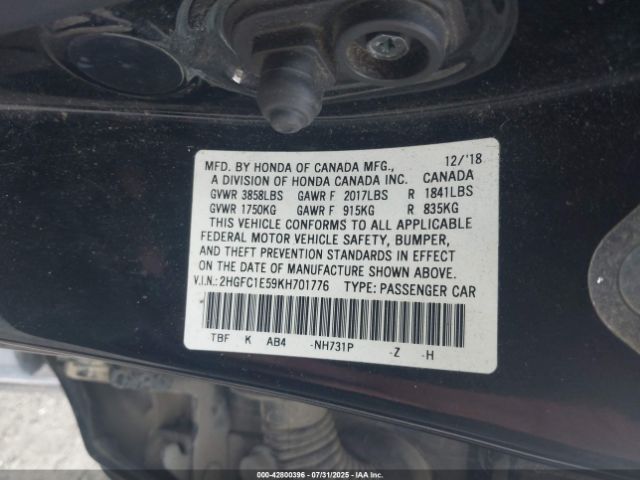 MFD. BY HONDA OF CANADA MFG., 12/'18
A DIVISION OF HONDA CANADA INC. CANADA
GVWR 3858LBS GAWR F 2017LBS R 1841LBS
GVWR 1750KG GAWR F 915KG R 835KG
THIS VEHICLE CONFORMS TO ALL APPLICABLE
FEDERAL MOTOR VEHICLE SAFETY, BUMPER,
AND THEFT PREVENTION STANDARDS IN EFFECT
ON THE DATE OF MANUFACTURE SHOWN ABOVE.
V.I.N.: 2HGFC1E59KH701776 TYPE: PASSENGER CAR
TBF K AB4 -NH731P -Z -H
000-42800396 - 07/31/2025 - IAA Inc.